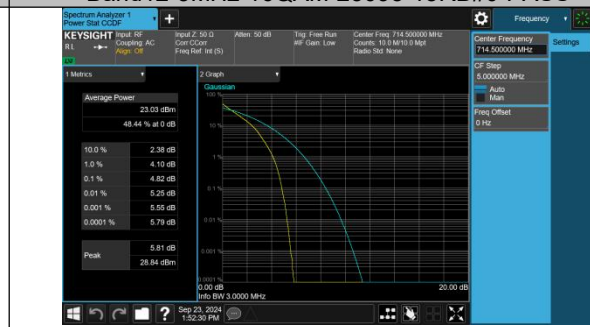 Spectrum Analyzer 1
Power Stat CCDF
Frequency
KEYSIGHT
Input: RF
Input Z: 50 Ω
Atten: 50 dB
Trig: Free Run
Center Freq: 714.500000 MHz
R L
Coupling: AC
Corr CCorr
#IF Gain: Low
Counts: 10.0 M/10.0 Mpt
Align: Off
Freq Ref: Int (S)
Radio Std: None
Center Frequency
714.500000 MHz
Settings
CF Step
5.000000 MHz
Auto
Man
Freq Offset
0 Hz
1 Metrics
2 Graph
Gaussian
Average Power
23.03 dBm
48.44 % at 0 dB
10.0 % 2.38 dB
1.0 % 4.10 dB
0.1 % 4.82 dB
0.01 % 5.25 dB
0.001 % 5.55 dB
0.0001 % 5.79 dB
Peak
5.81 dB
28.84 dBm
100 %
10 %
1 %
0.1 %
0.01 %
0.001 %
0.0001 %
0.00 dB
20.00 dB
Info BW 3.0000 MHz
Sep 23, 2024
1:52:30 PM